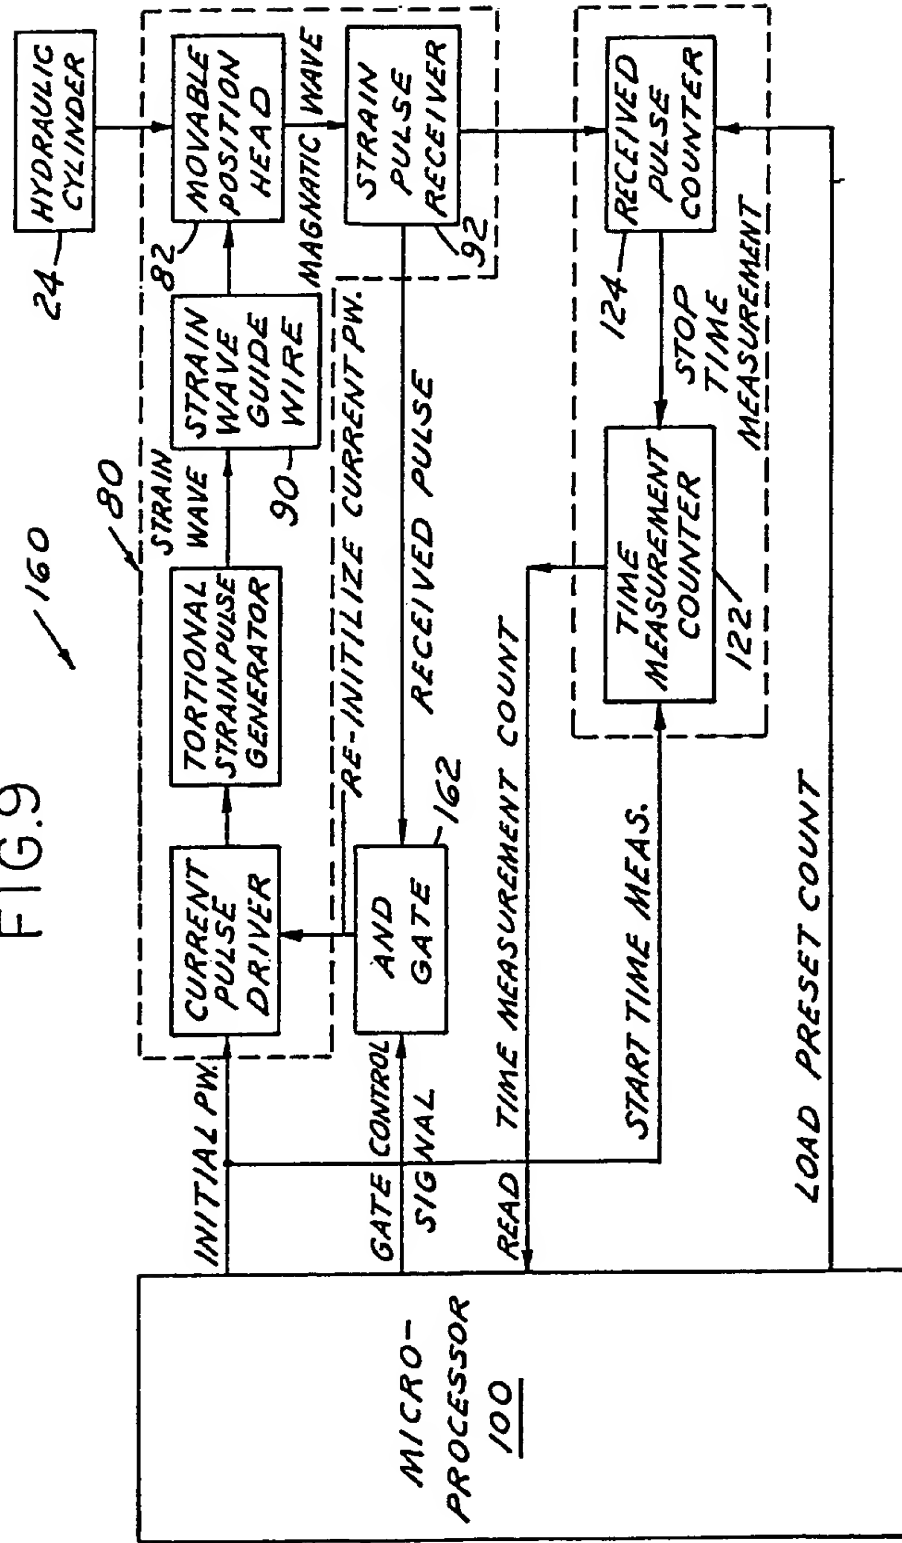 FIG.9
160
80
HYDRAULIC
CYLINDER
24
INITIAL PW.
CURRENT
PULSE
DRIVER
TORTIONAL
STRAIN PULSE
GENERATOR
STRAIN
WAVE
STRAIN
WAVE
GUIDE
WIRE
90
MOVABLE
POSITION
HEAD
82
MAGNATIC WAVE
STRAIN
PULSE
RECEIVER
92
GATE CONTROL
SIGNAL
AND
GATE
162
RE-INITILIZE CURRENT PW.
RECEIVED PULSE
READ TIME MEASUREMENT COUNT
START TIME MEAS.
TIME
MEASUREMENT
COUNTER
122
STOP
TIME
MEASUREMENT
RECEIVED
PULSE
COUNTER
124
LOAD PRESET COUNT
MICRO-
PROCESSOR
100